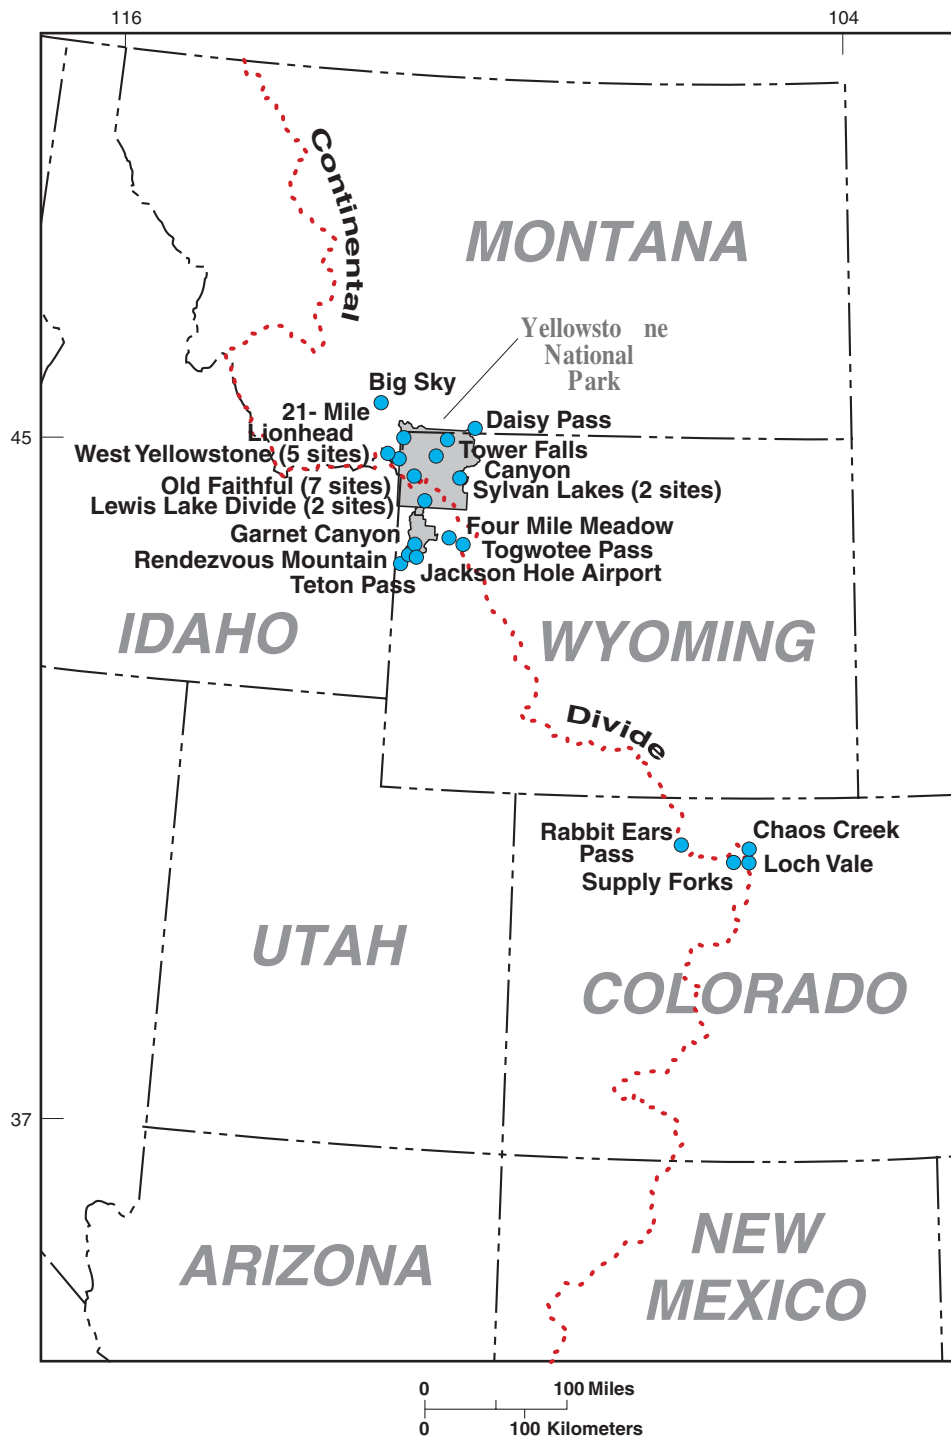 116
104
Continental
MONTANA
Yellowsto ne
National
Park
Big Sky
21- Mile
Daisy Pass
Lionhead
45
West Yellowstone (5 sites)
Tower Falls
Canyon
Old Faithful (7 sites)
Sylvan Lakes (2 sites)
Lewis Lake Divide (2 sites)
Four Mile Meadow
Garnet Canyon
Togwotee Pass
Rendezvous Mountain
Jackson Hole Airport
Teton Pass
IDAHO
WYOMING
Divide
Rabbit Ears
Pass
Chaos Creek
Loch Vale
Supply Forks
UTAH
COLORADO
37
NEW
MEXICO
ARIZONA
0 100 Miles
0 100 Kilometers